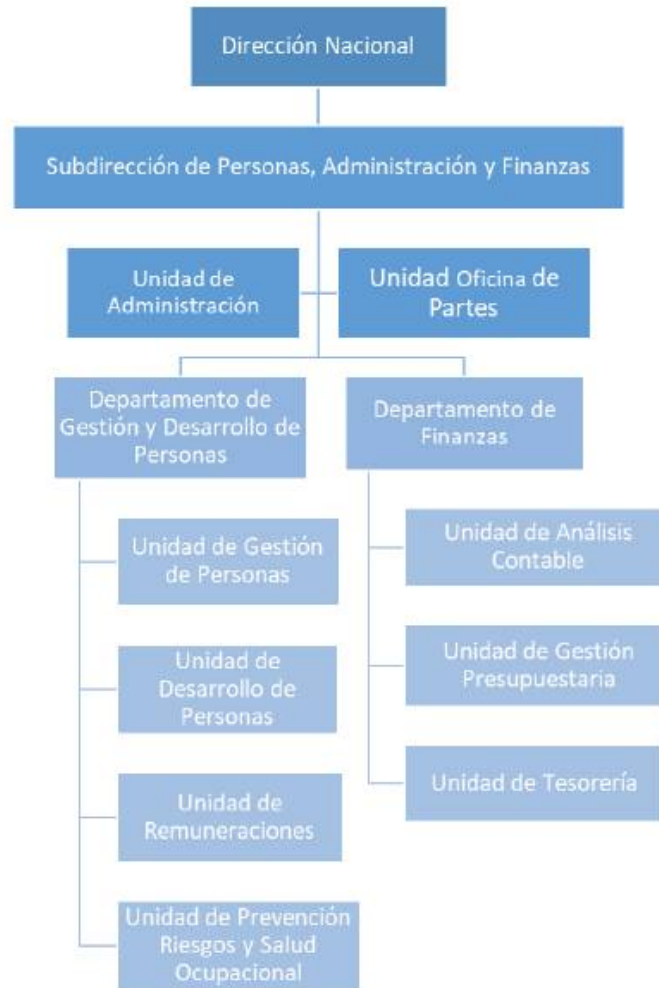 Dirección Nacional
Subdirección de Personas, Administración y Finanzas
Unidad de
Administración
Unidad Oficina de
Partes
Departamento de
Gestión y Desarrollo de
Personas
Departamento de
Finanzas
Unidad de Gestión
de Personas
Unidad de
Desarrollo de
Personas
Unidad de
Remuneraciones
Unidad de Prevención
Riesgos y Salud
Ocupacional
Unidad de Análisis
Contable
Unidad de Gestión
Presupuestaria
Unidad de Tesorería